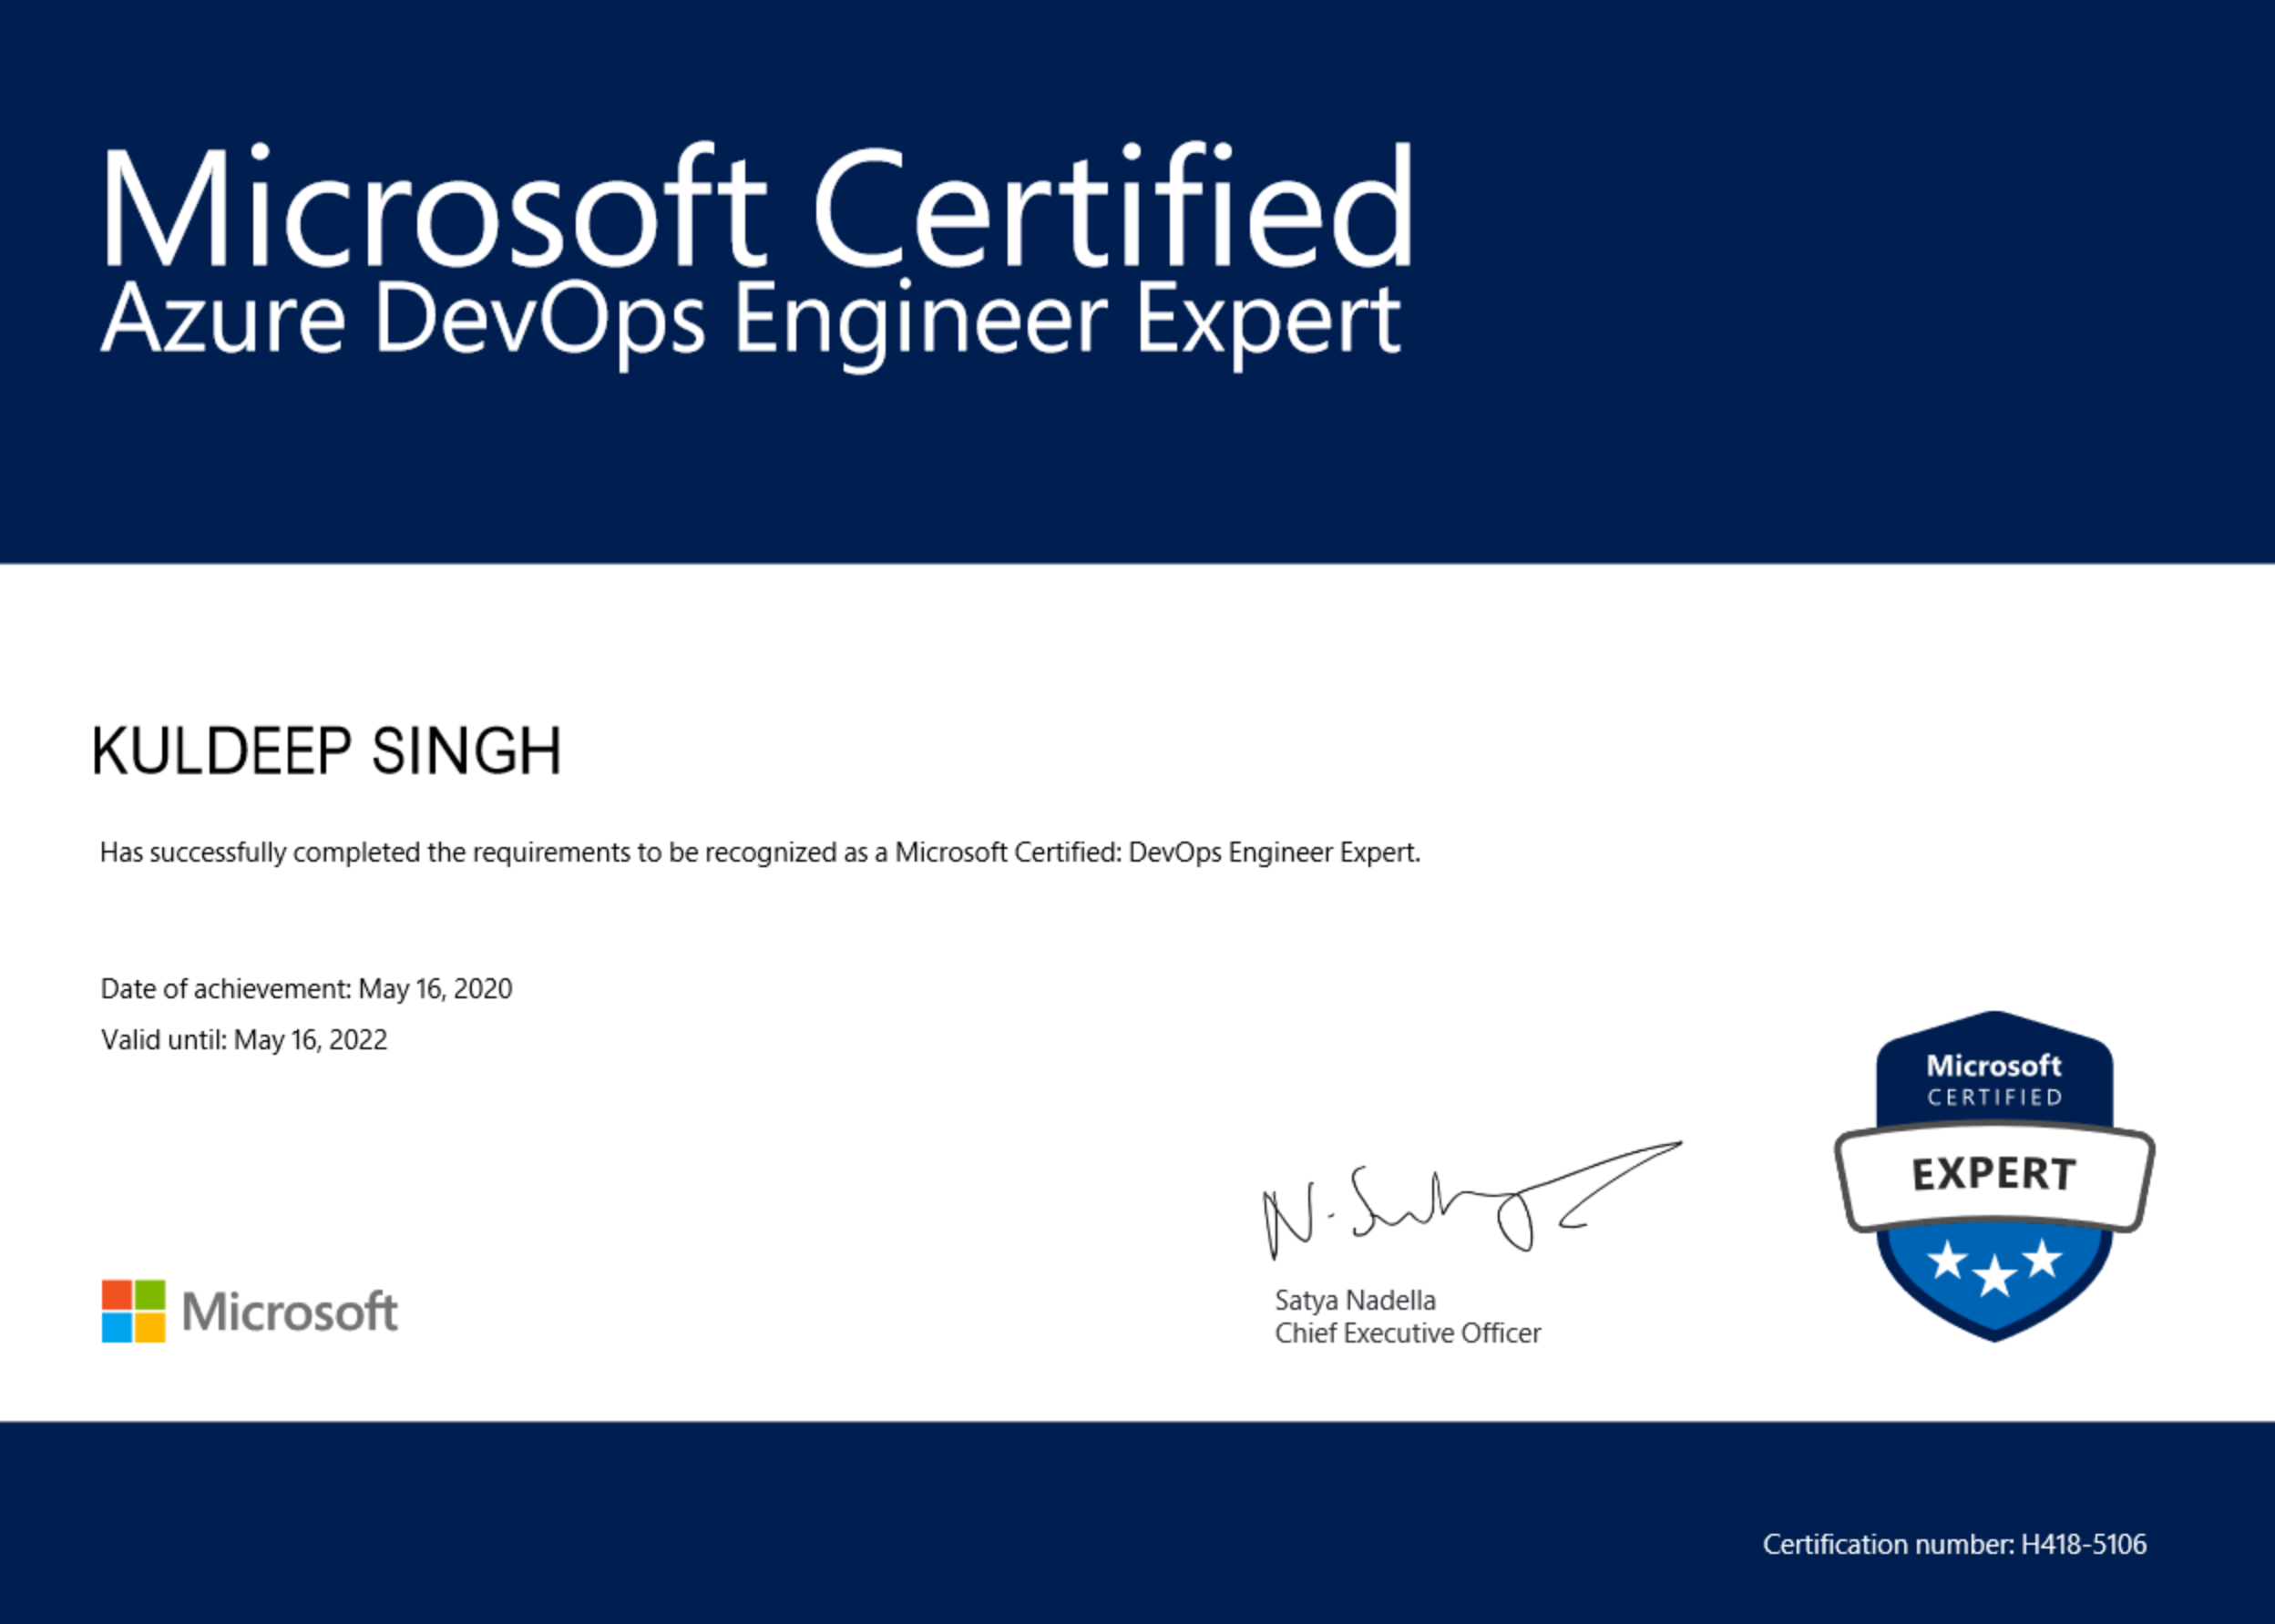 Microsoft Certified
Azure DevOps Engineer Expert
KULDEEP SINGH
Has successfully completed the requirements to be recognized as a Microsoft Certified: DevOps Engineer Expert.
Date of achievement: May 16, 2020
Valid until: May 16, 2022
Microsoft
CERTIFIED
EXPERT
Satya Nadella
Chief Executive Officer
Microsoft
Certification number: H418-5106